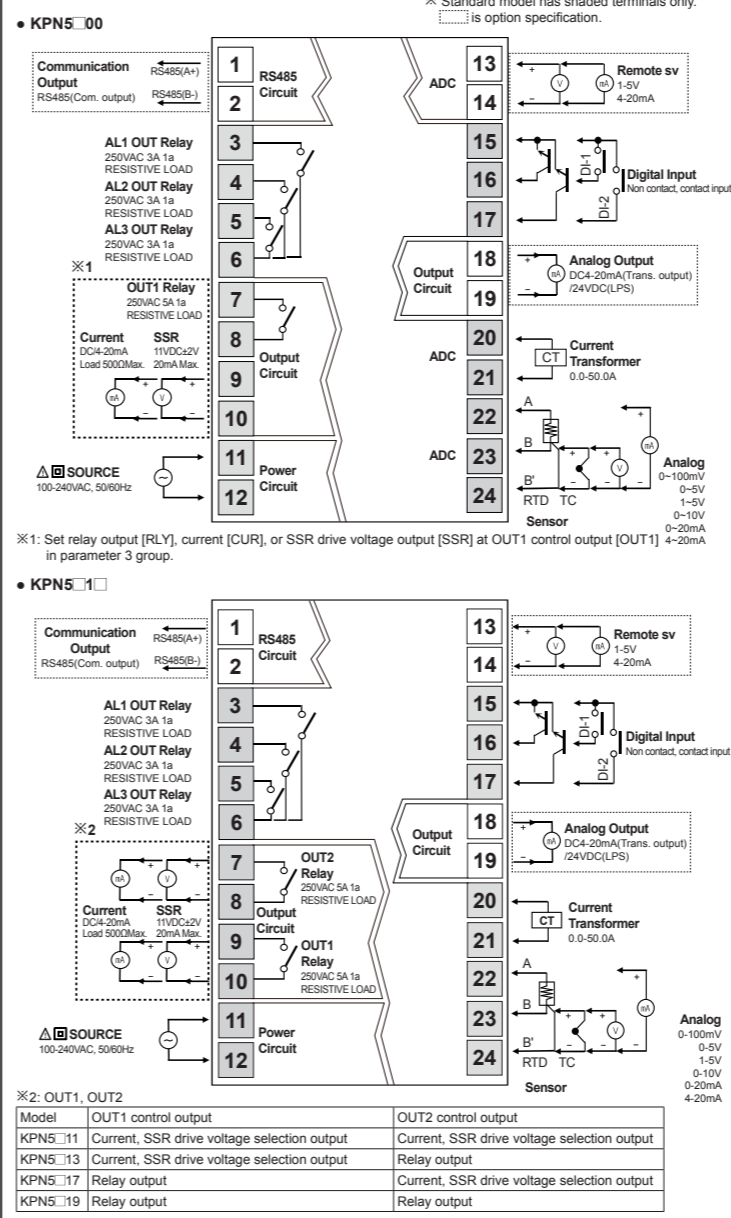 ※ Standard model has shaded terminals only.
is option specification.
● KPN5□00
Communication
Output
RS485(Com. output)
RS485(A+)
RS485(B-)
1
2
RS485
Circuit
AL1 OUT Relay
250VAC 3A 1a
RESISTIVE LOAD
AL2 OUT Relay
250VAC 3A 1a
RESISTIVE LOAD
AL3 OUT Relay
250VAC 3A 1a
RESISTIVE LOAD
3
4
5
6
※1
OUT1 Relay
250VAC 5A 1a
RESISTIVE LOAD
Current
DC/4-20mA
Load 500ΩMax.
SSR
11VDC±2V
20mA Max.
mA
+
V
+
−
−
7
8
9
10
Output
Circuit
SOURCE
100-240VAC, 50/60Hz
11
12
Power
Circuit
ADC
13
14
+
−
V
mA
Remote sv
1-5V
4-20mA
15
16
17
DI-1
DI-2
Digital Input
Non contact, contact input
Output
Circuit
18
19
+
−
mA
Analog Output
DC4-20mA(Trans. output)
/24VDC(LPS)
ADC
20
21
CT
Current
Transformer
0.0-50.0A
ADC
22
23
24
A
B
B'
RTD
TC
+
−
+
−
V
+
−
mA
Sensor
Analog
0~100mV
0~5V
1~5V
0~10V
0~20mA
4~20mA
※1: Set relay output [RLY], current [CUR], or SSR drive voltage output [SSR] at OUT1 control output [OUT1]
in parameter 3 group.
● KPN5□1□
Communication
Output
RS485(Com. output)
RS485(A+)
RS485(B-)
1
2
RS485
Circuit
AL1 OUT Relay
250VAC 3A 1a
RESISTIVE LOAD
AL2 OUT Relay
250VAC 3A 1a
RESISTIVE LOAD
AL3 OUT Relay
250VAC 3A 1a
RESISTIVE LOAD
3
4
5
6
※2
mA
+
V
+
−
−
Current
DC/4-20mA
Load 500ΩMax.
SSR
11VDC±2V
20mA Max.
mA
+
V
+
−
−
7
8
9
10
OUT2
Relay
250VAC 5A 1a
RESISTIVE LOAD
Output
Circuit
OUT1
Relay
250VAC 5A 1a
RESISTIVE LOAD
SOURCE
100-240VAC, 50/60Hz
11
12
Power
Circuit
13
14
+
−
V
mA
Remote sv
1-5V
4-20mA
15
16
17
DI-1
DI-2
Digital Input
Non contact, contact input
Output
Circuit
18
19
+
−
mA
Analog Output
DC4-20mA(Trans. output)
/24VDC(LPS)
20
21
CT
Current
Transformer
0.0-50.0A
22
23
24
A
B
B'
RTD
TC
+
−
+
−
V
+
−
mA
Sensor
Analog
0-100mV
0-5V
1-5V
0-10V
0-20mA
4-20mA
※2: OUT1, OUT2
Model OUT1 control output OUT2 control output
KPN5□11 Current, SSR drive voltage selection output Current, SSR drive voltage selection output
KPN5□13 Current, SSR drive voltage selection output Relay output
KPN5□17 Relay output Current, SSR drive voltage selection output
KPN5□19 Relay output Relay output